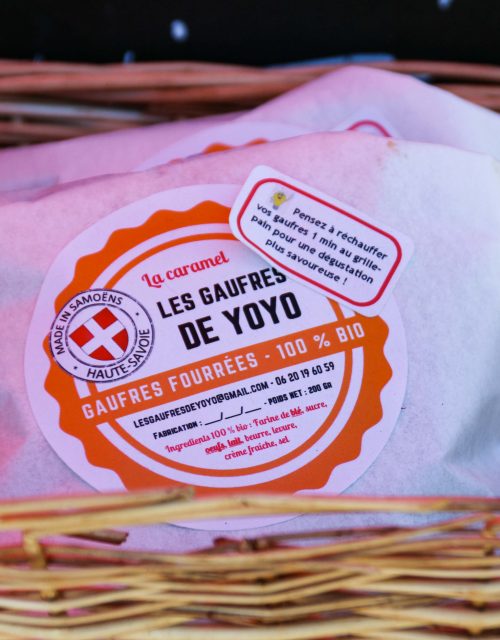 Pensez à réchauffer
vos gaufres 1 min au grille-
pain pour une dégustation
plus savoureuse !
La caramel
LES GAUFRES
DE YOYO
MADE IN SAMOËNS
HAUTE-SAVOIE
GAUFRES FOURRÉES - 100 % BIO
LESGAUFRESDEYOYO@GMAIL.COM - 06 20 19 60 59
FABRICATION : __/__/__ - POIDS NET : 200 GR
Ingredients 100 % bio : Farine de blé, sucre,
oeufs, lait, beurre, levure,
crème fraiche, sel